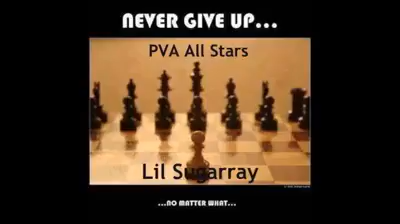 NEVER GIVE UP...
PVA All Stars
Lil Sugarray
...NO MATTER WHAT...